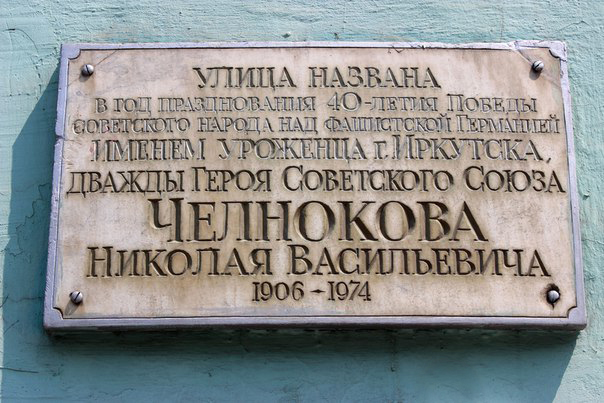 УЛИЦА НАЗВАНА
В ГОД ПРАЗДНОВАНИЯ 40-ЛЕТИЯ ПОБЕДЫ
СОВЕТСКОГО НАРОДА НАД ФАШИСТСКОЙ ГЕРМАНИЕЙ
ИМЕНЕМ УРОЖЕНЦА Г. ИРКУТСКА,
ДВАЖДЫ ГЕРОЯ СОВЕТСКОГО СОЮЗА
ЧЕЛНОКОВА
НИКОЛАЯ ВАСИЛЬЕВИЧА
1906 - 1974